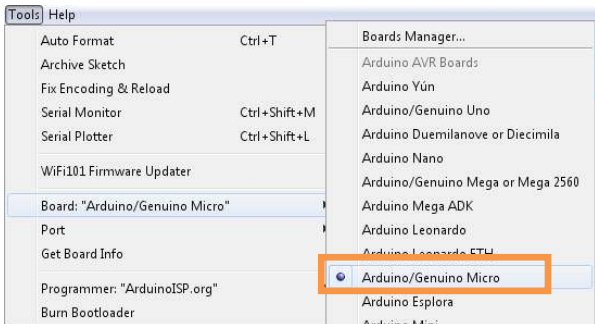 Tools Help
Auto Format Ctrl+T
Archive Sketch
Fix Encoding & Reload
Serial Monitor Ctrl+Shift+M
Serial Plotter Ctrl+Shift+L
WiFi101 Firmware Updater
Board: "Arduino/Genuino Micro"
Port
Get Board Info
Programmer: "ArduinoISP.org"
Burn Bootloader
Boards Manager...
Arduino AVR Boards
Arduino Yún
Arduino/Genuino Uno
Arduino Duemilanove or Diecimila
Arduino Nano
Arduino/Genuino Mega or Mega 2560
Arduino Mega ADK
Arduino Leonardo
Arduino Leonardo ETH
Arduino/Genuino Micro
Arduino Esplora
Arduino Mini